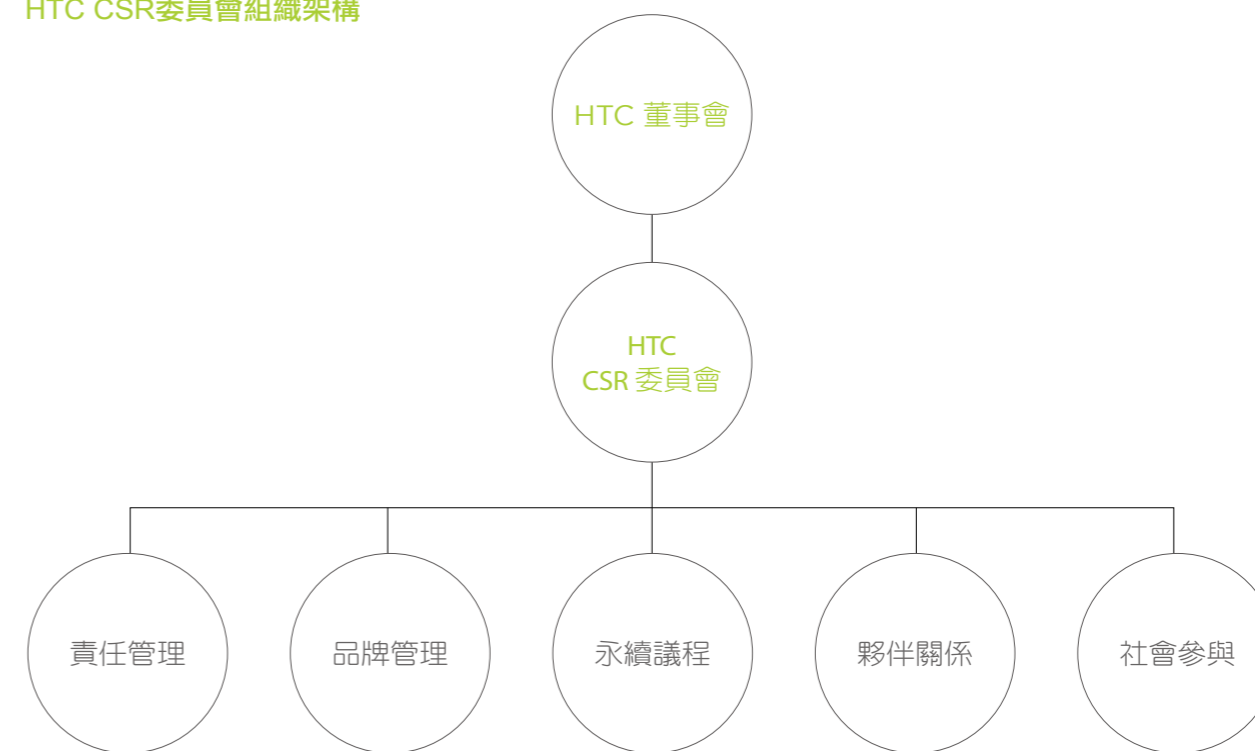 HTC CSR委員會組織架構
HTC 董事會
HTC
CSR 委員會
責任管理
品牌管理
永續議程
夥伴關係
社會參與